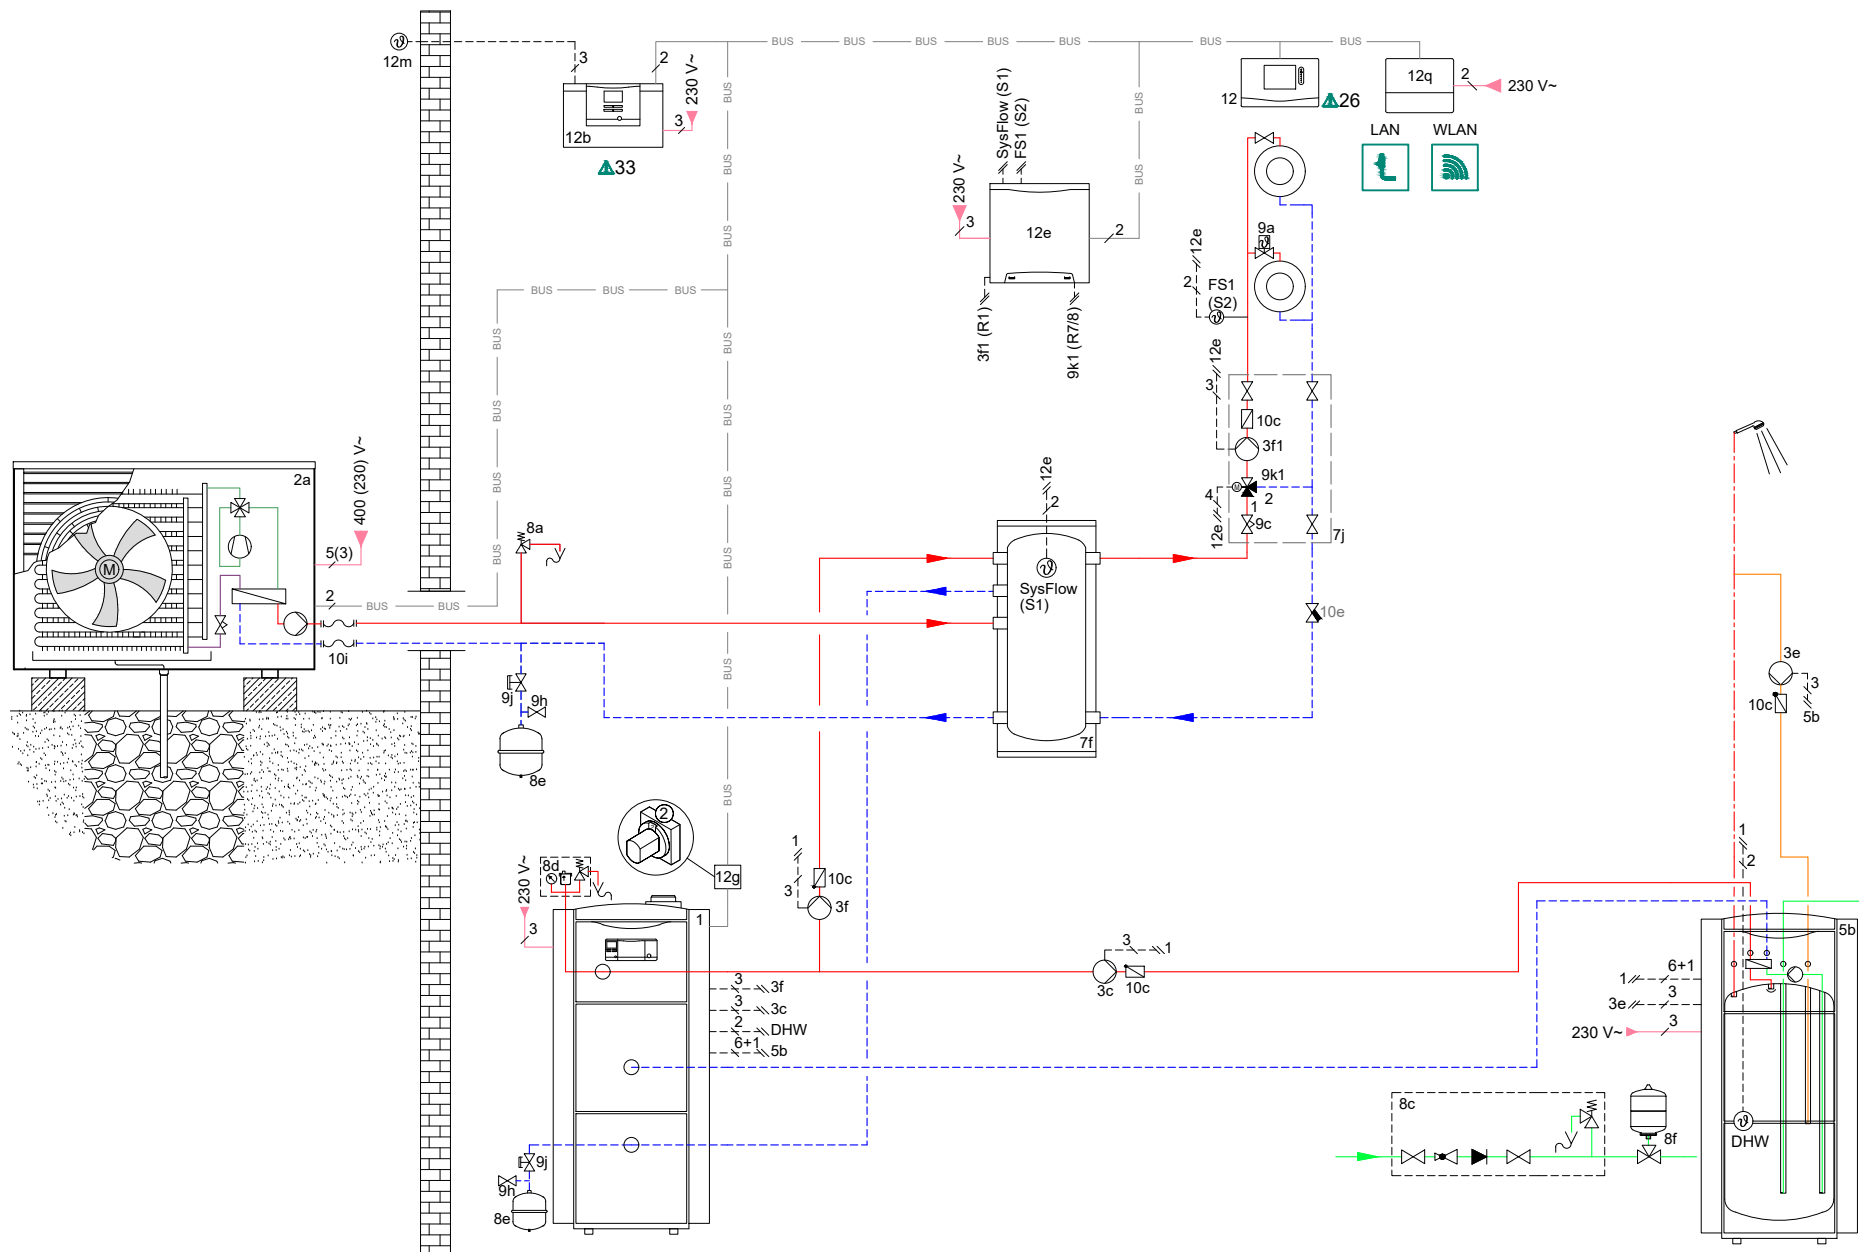 12m
3
2
230 V~
3
12b
33
BUS BUS BUS BUS BUS BUS BUS BUS BUS
12
26
12q
2
230 V~
LAN
WLAN
BUS
BUS
BUS
BUS
BUS
BUS
BUS
SysFlow (S1)
FS1 (S2)
230 V~
3
12e
2
BUS
3f1 (R1)
9k1 (R7/8)
9a
12e
2
FS1
(S2)
12e
3
10c
3f1
9k1
4
2
1
12e
9c
7j
10e
BUS BUS BUS
BUS
BUS
BUS
BUS BUS
2a
M
400 (230) V~
5(3)
2
10i
8a
9j
9h
8e
12e
2
SysFlow
(S1)
7f
3e
3
5b
10c
2
12g
8d
230 V~
3
1
1
3
10c
3f
3 3f
3 3c
2 DHW
6+1 5b
9j
9h
8e
3 1
3c
10c
1
2
5b
1 6+1
3e 3
230 V~ 3
DHW
8c
8f